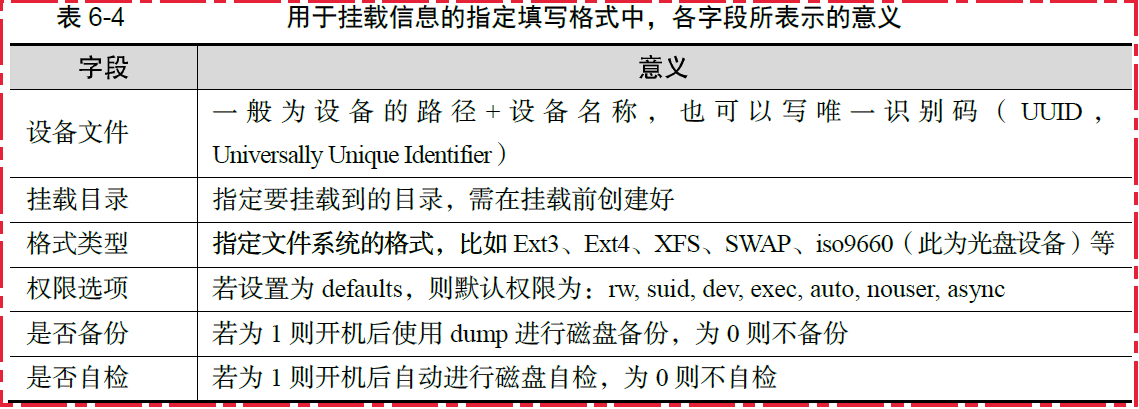 表 6-4 用于挂载信息的指定填写格式中，各字段所表示的意义
字段 意义
设备文件 一般为设备的路径+设备名称，也可以写唯一识别码（UUID，
Universally Unique Identifier）
挂载目录 指定要挂载到的目录，需在挂载前创建好
格式类型 指定文件系统的格式，比如 Ext3、Ext4、XFS、SWAP、iso9660（此为光盘设备）等
权限选项 若设置为 defaults，则默认权限为：rw, suid, dev, exec, auto, nouser, async
是否备份 若为 1 则开机后使用 dump 进行磁盘备份，为 0 则不备份
是否自检 若为 1 则开机后自动进行磁盘自检，为 0 则不自检